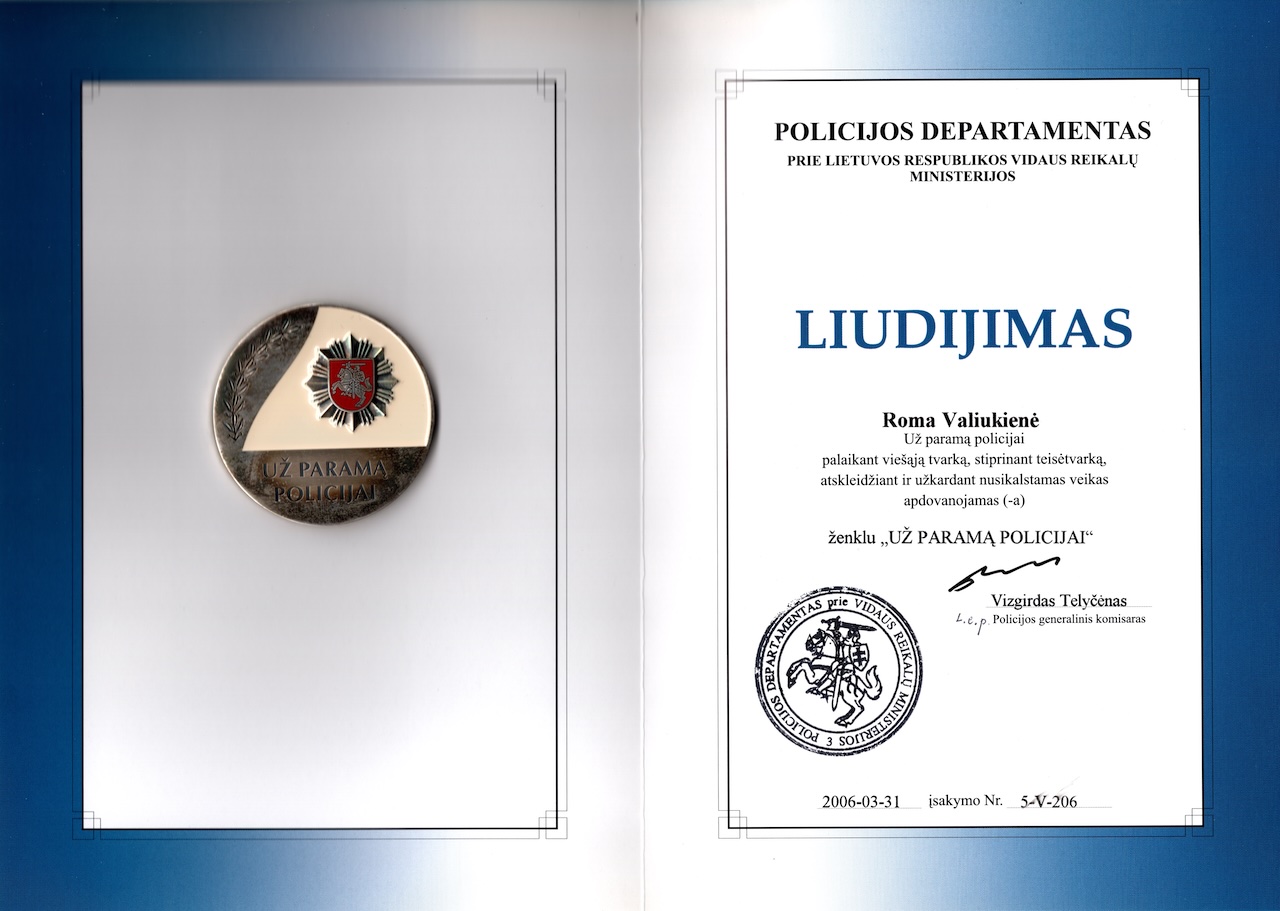 UŽ PARAMĄ
POLICIJAI
POLICIJOS DEPARTAMENTAS
PRIE LIETUVOS RESPUBLIKOS VIDAUS REIKALŲ
MINISTERIJOS
LIUDIJIMAS
Roma Valiukienė
Už paramą policijai
palaikant viešąją tvarką, stiprinant teisėtvarką,
atskleidžiant ir užkardant nusikalstamas veikas
apdovanojamas (-a)
ženklu „UŽ PARAMĄ POLICIJAI“
Vizgirdas Telyčėnas
L.e.p. Policijos generalinis komisaras
POLICIJOS DEPARTAMENTAS prie VIDAUS REIKALŲ MINISTERIJOS 3
2006-03-31 įsakymo Nr. 5-V-206